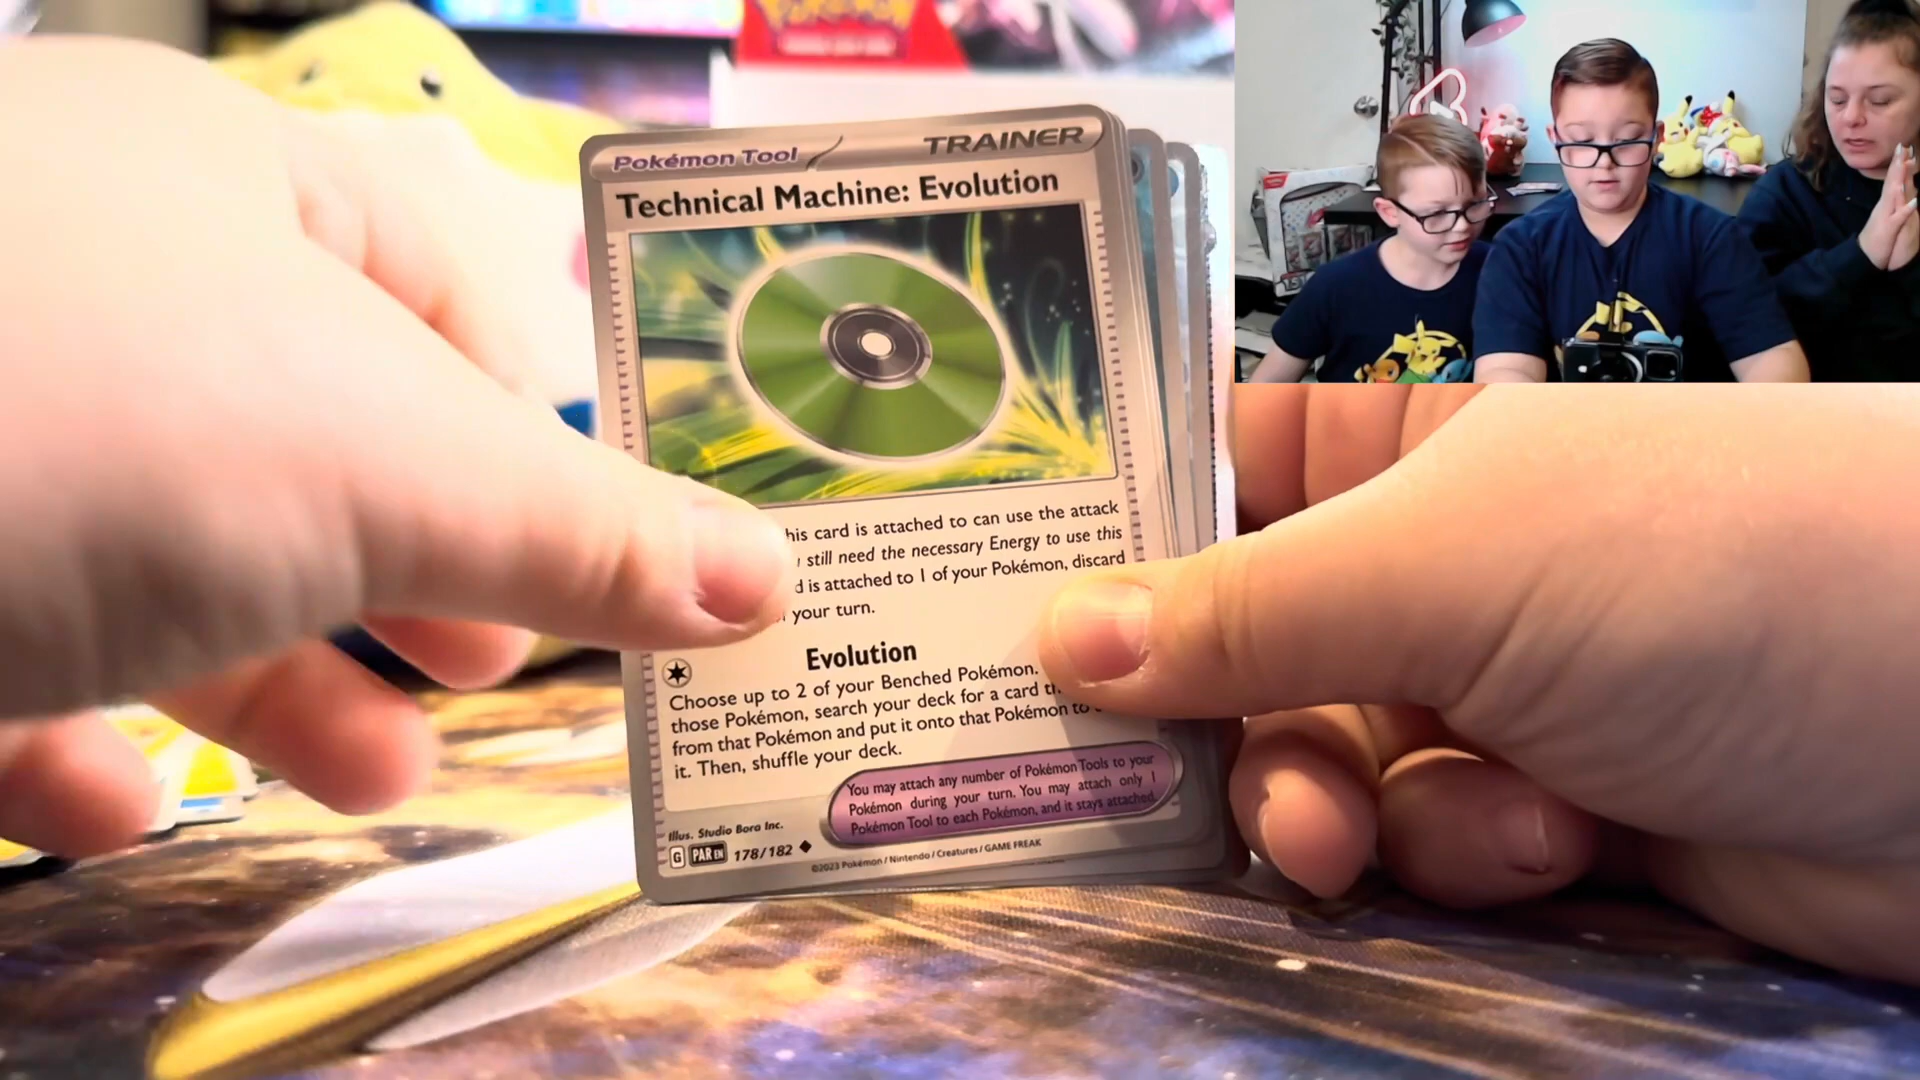 POKÉMON
Pokémon Tool
TRAINER
Technical Machine: Evolution
his card is attached to can use the attack
still need the necessary Energy to use this
d is attached to 1 of your Pokémon, discard
your turn.
Evolution
Choose up to 2 of your Benched Pokémon.
those Pokémon, search your deck for a card
from that Pokémon and put it onto that Pokémon to
it. Then, shuffle your deck.
You may attach any number of Pokémon Tools to your
Pokémon during your turn. You may attach only 1
Pokémon Tool to each Pokémon, and it stays attached.
Illus. Studio Bora Inc.
G PAR EN 178/182
©2023 Pokémon / Nintendo / Creatures / GAME FREAK
151